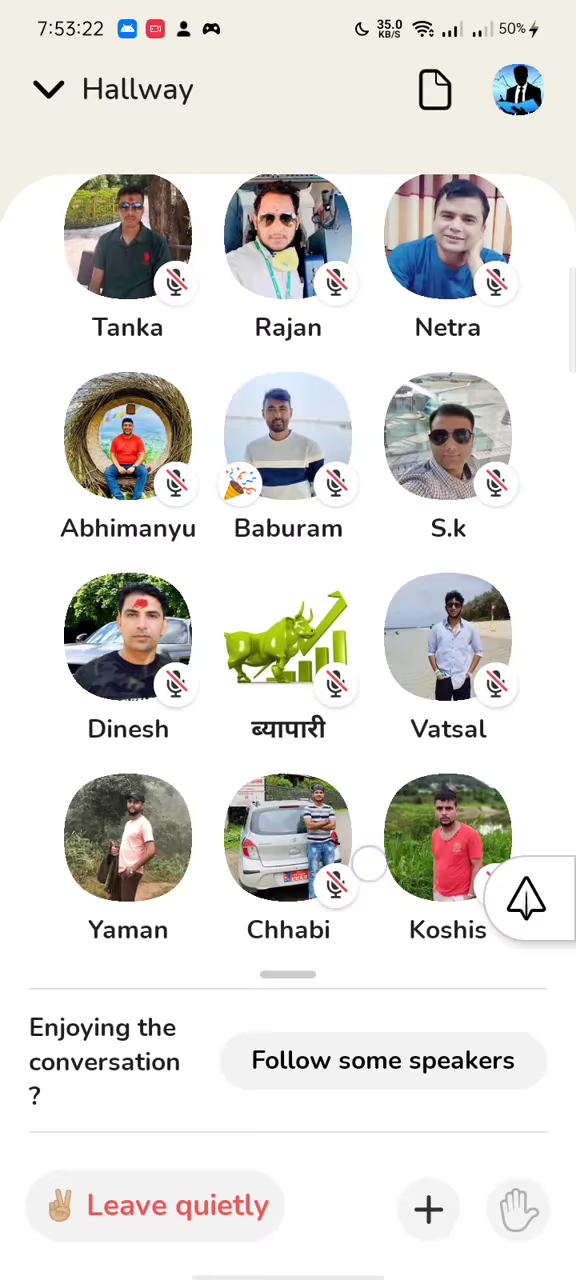 7:53:22 35.0 KB/S 50%
Hallway
Tanka Rajan Netra
Abhimanyu Baburam S.k
Dinesh ब्यापारी Vatsal
Yaman Chhabi Koshis
Enjoying the
conversation
?
Follow some speakers
✌🏼 Leave quietly